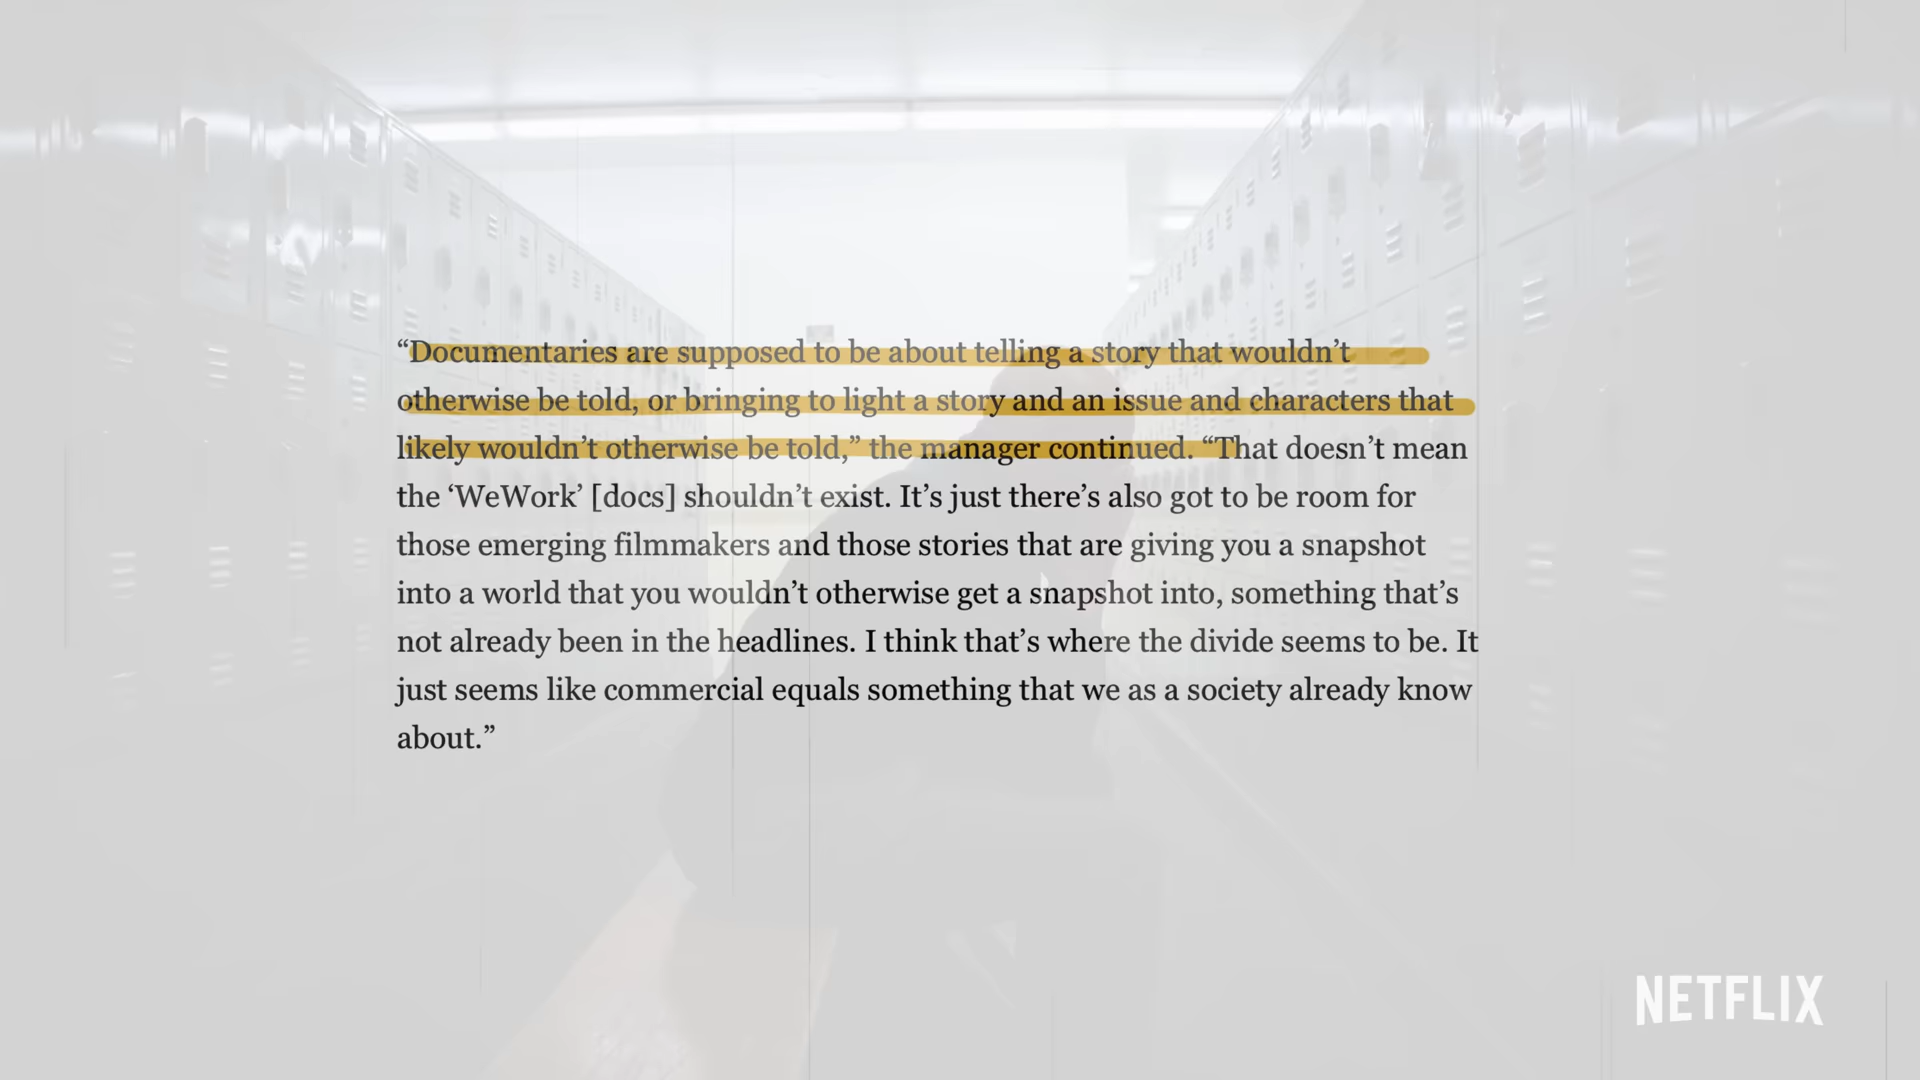 “Documentaries are supposed to be about telling a story that wouldn’t
otherwise be told, or bringing to light a story and an issue and characters that
likely wouldn’t otherwise be told,” the manager continued. “That doesn’t mean
the ‘WeWork’ [docs] shouldn’t exist. It’s just there’s also got to be room for
those emerging filmmakers and those stories that are giving you a snapshot
into a world that you wouldn’t otherwise get a snapshot into, something that’s
not already been in the headlines. I think that’s where the divide seems to be. It
just seems like commercial equals something that we as a society already know
about.”
NETFLIX